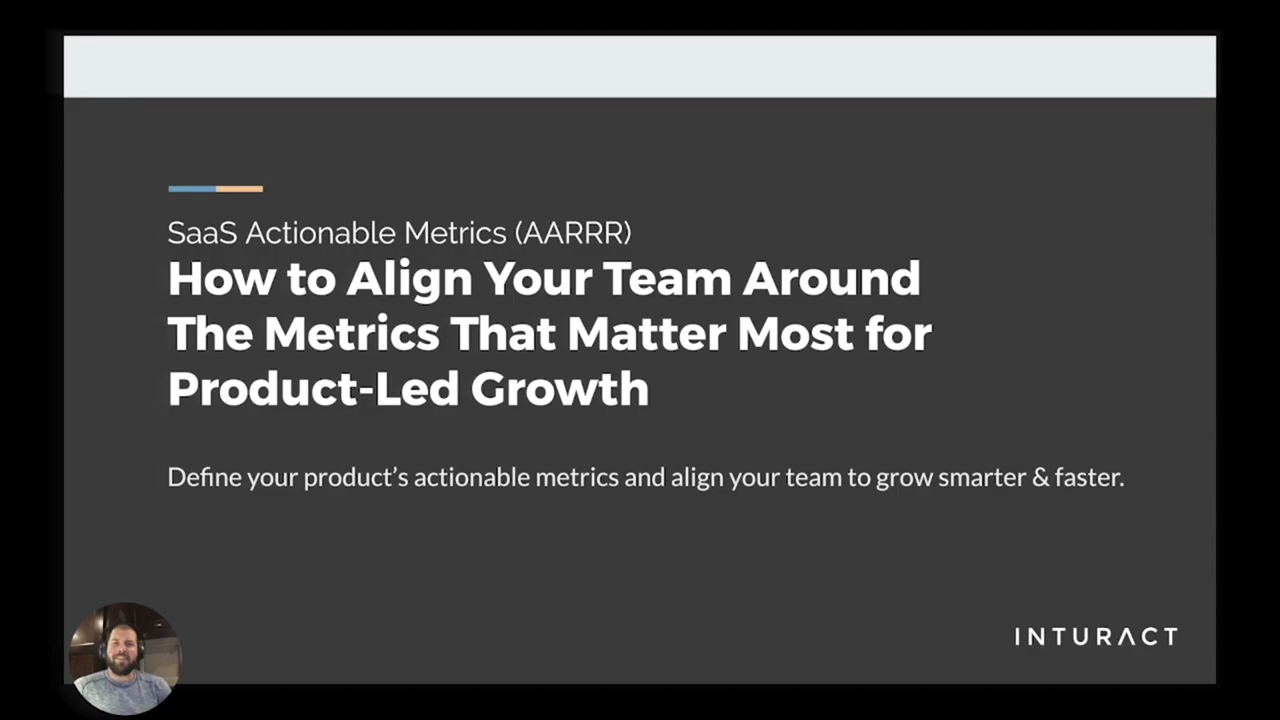 SaaS Actionable Metrics (AARRR)
How to Align Your Team Around
The Metrics That Matter Most for
Product-Led Growth
Define your product’s actionable metrics and align your team to grow smarter & faster.
INTURACT